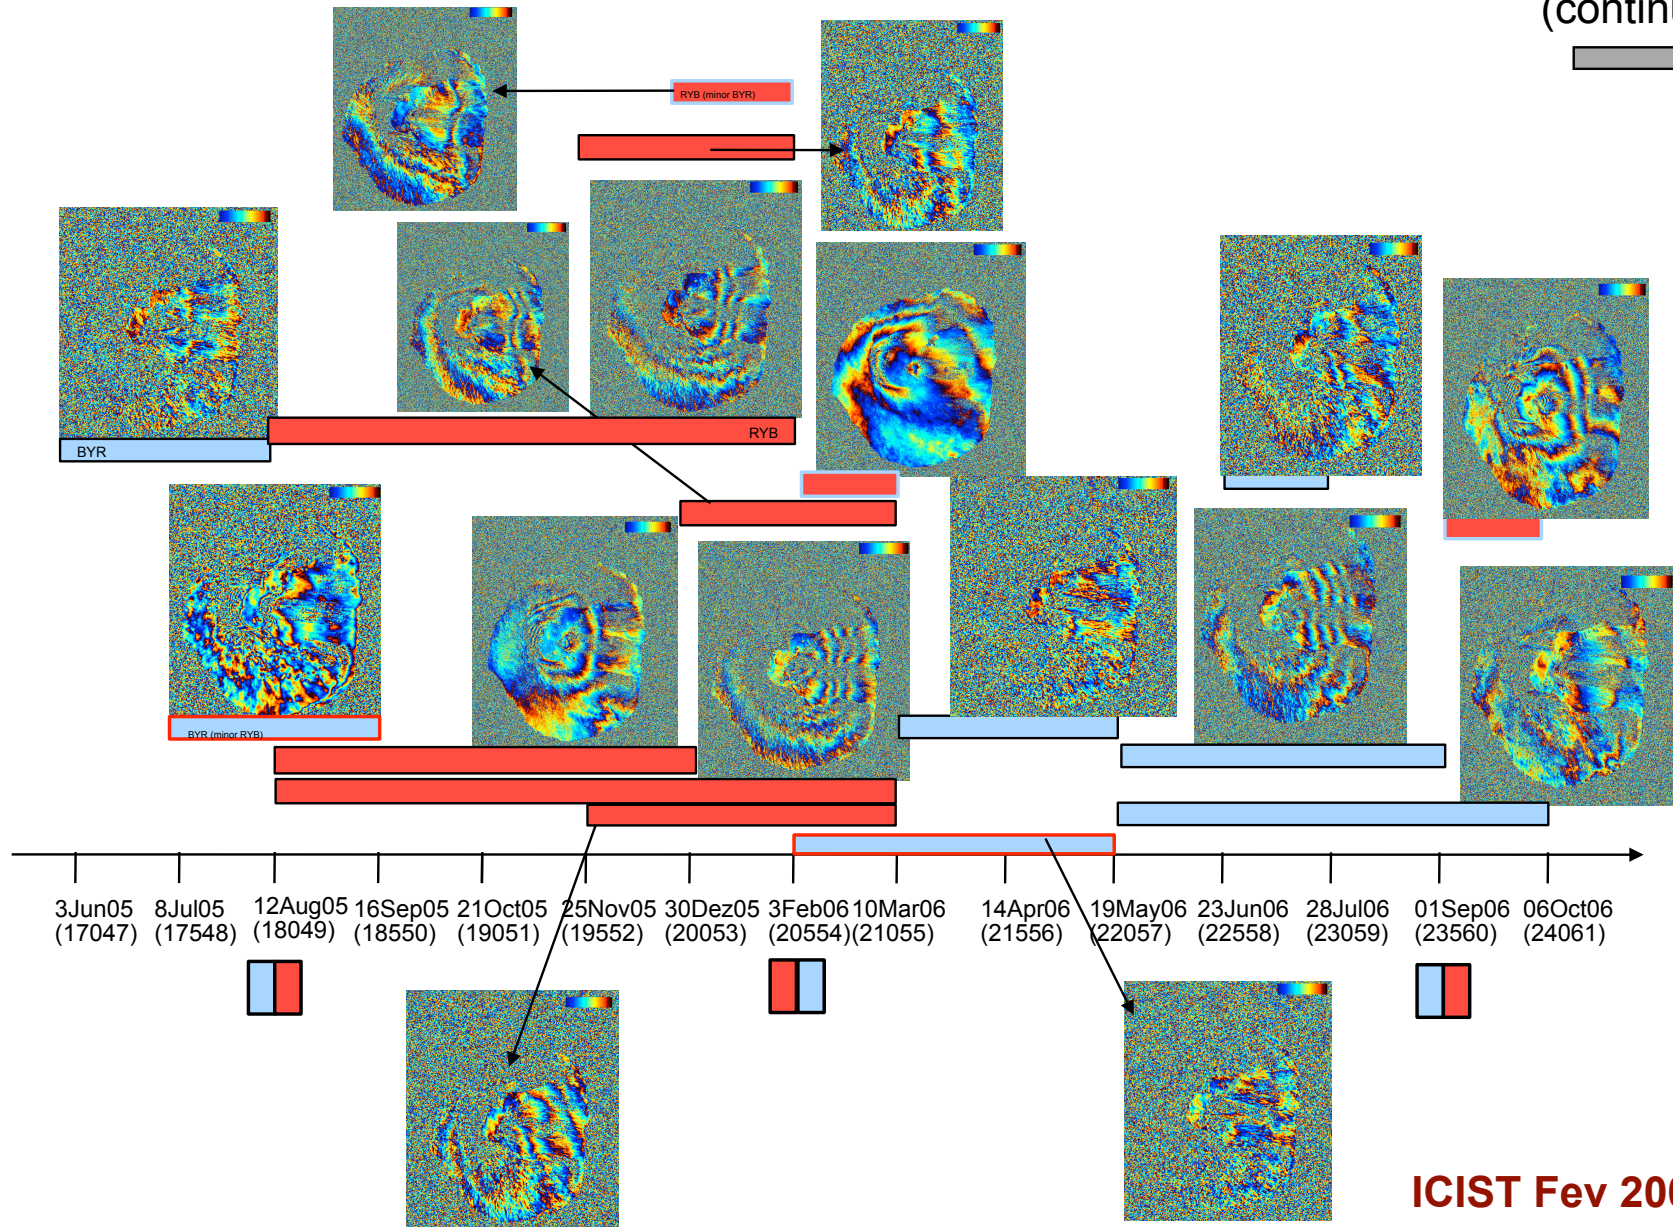 RYB (minor BYR)
RYB
BYR
BYR (minor RYB)
3Jun05 8Jul05 12Aug05 16Sep05 21Oct05 25Nov05 30Dez05 3Feb06 10Mar06 14Apr06 19May06 23Jun06 28Jul06 01Sep06 06Oct06
(17047) (17548) (18049) (18550) (19051) (19552) (20053) (20554) (21055) (21556) (22057) (22558) (23059) (23560) (24061)
ICIST Fev